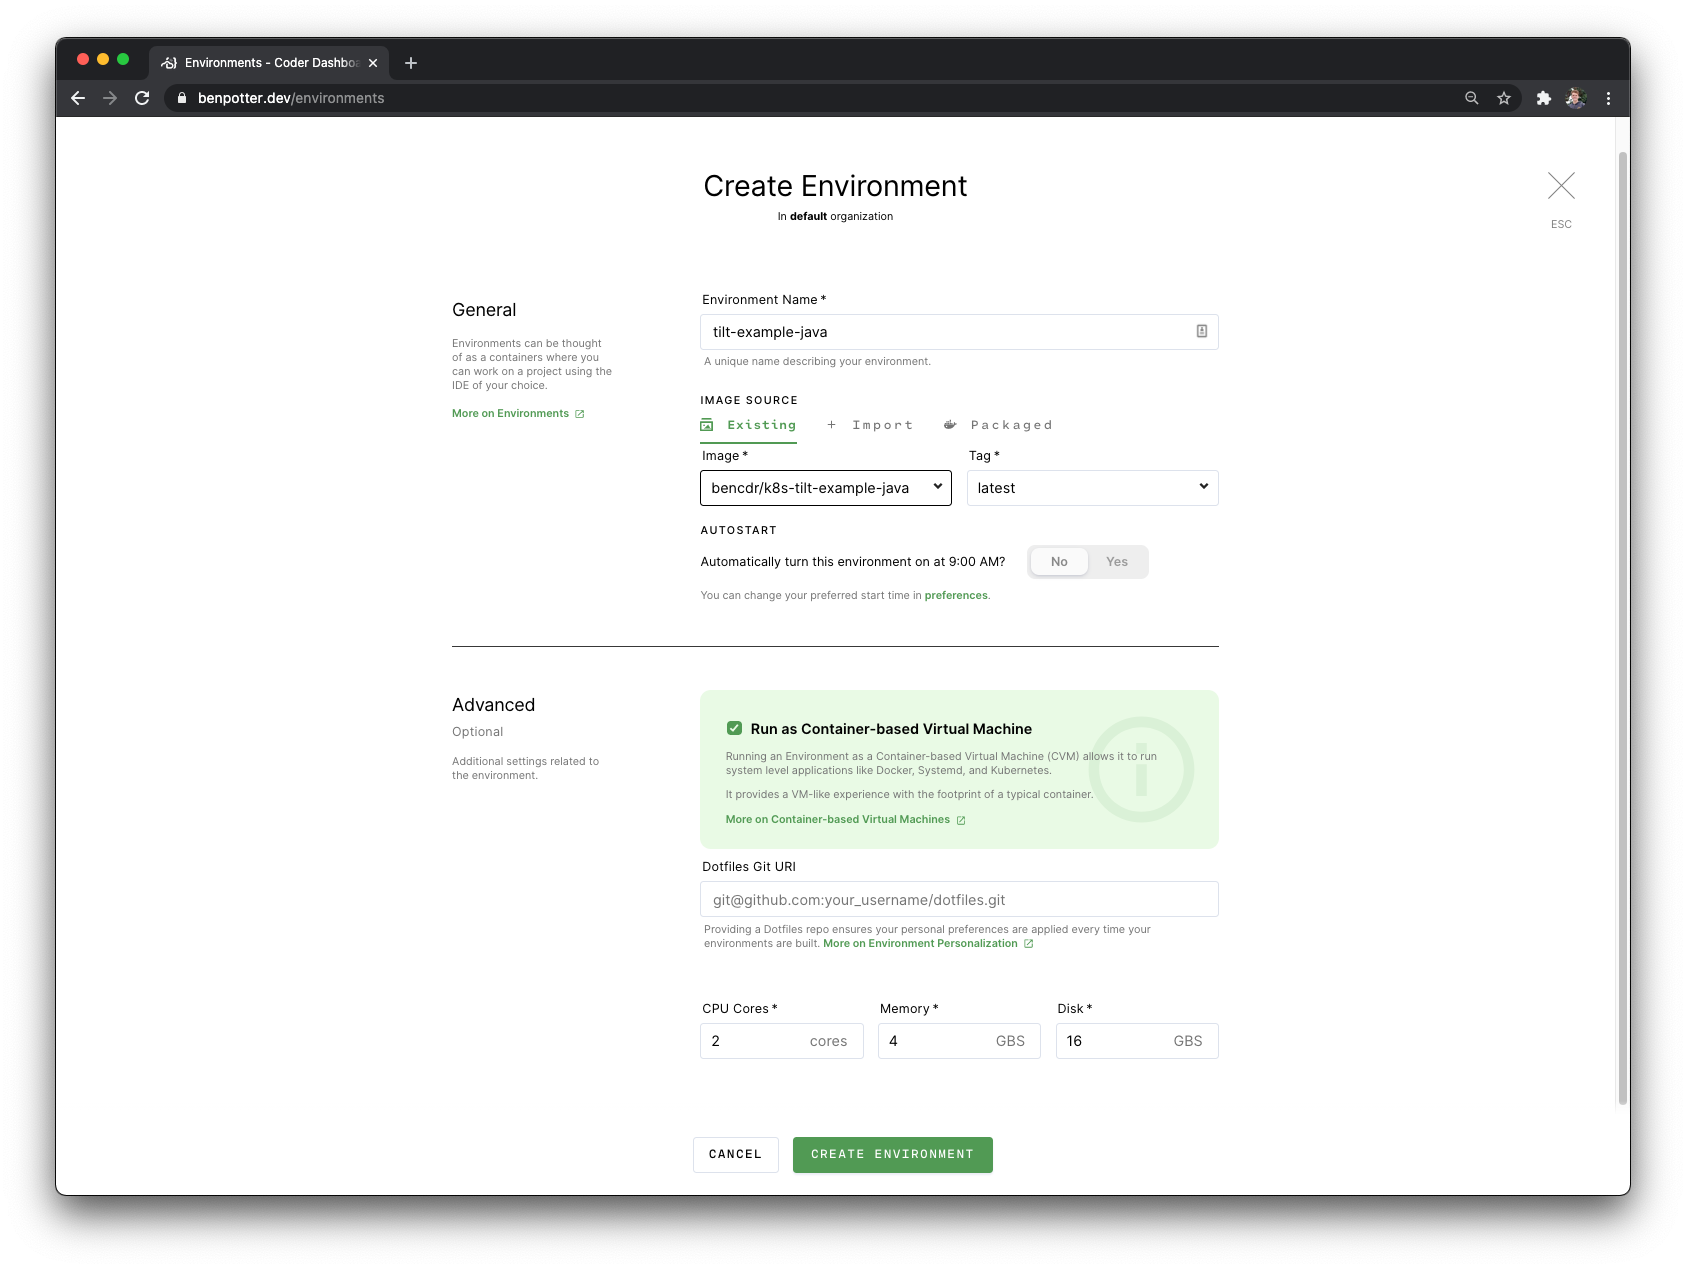 Environments - Coder Dashboa
benpotter.dev/environments
Create Environment
In default organization
ESC
General
Environments can be thought
of as a containers where you
can work on a project using the
IDE of your choice.
More on Environments
Environment Name *
tilt-example-java
A unique name describing your environment.
IMAGE SOURCE
Existing + Import Packaged
Image * Tag *
bencdr/k8s-tilt-example-java latest
AUTOSTART
Automatically turn this environment on at 9:00 AM? No Yes
You can change your preferred start time in preferences.
Advanced
Optional
Additional settings related to
the environment.
Run as Container-based Virtual Machine
Running an Environment as a Container-based Virtual Machine (CVM) allows it to run
system level applications like Docker, Systemd, and Kubernetes.
It provides a VM-like experience with the footprint of a typical container.
More on Container-based Virtual Machines
Dotfiles Git URI
git@github.com:your_username/dotfiles.git
Providing a Dotfiles repo ensures your personal preferences are applied every time your
environments are built. More on Environment Personalization
CPU Cores * Memory * Disk *
2 cores 4 GBS 16 GBS
CANCEL CREATE ENVIRONMENT